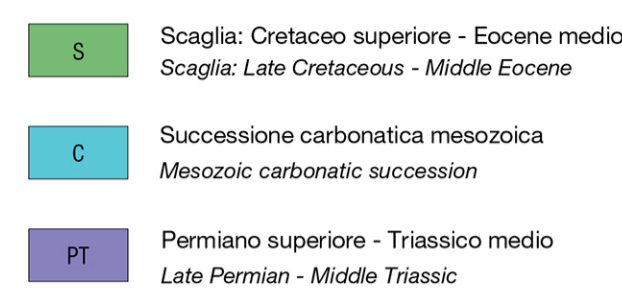 S
Scaglia: Cretaceo superiore - Eocene medio
Scaglia: Late Cretaceous - Middle Eocene
C
Successione carbonatica mesozoica
Mesozoic carbonatic succession
PT
Permiano superiore - Triassico medio
Late Permian - Middle Triassic